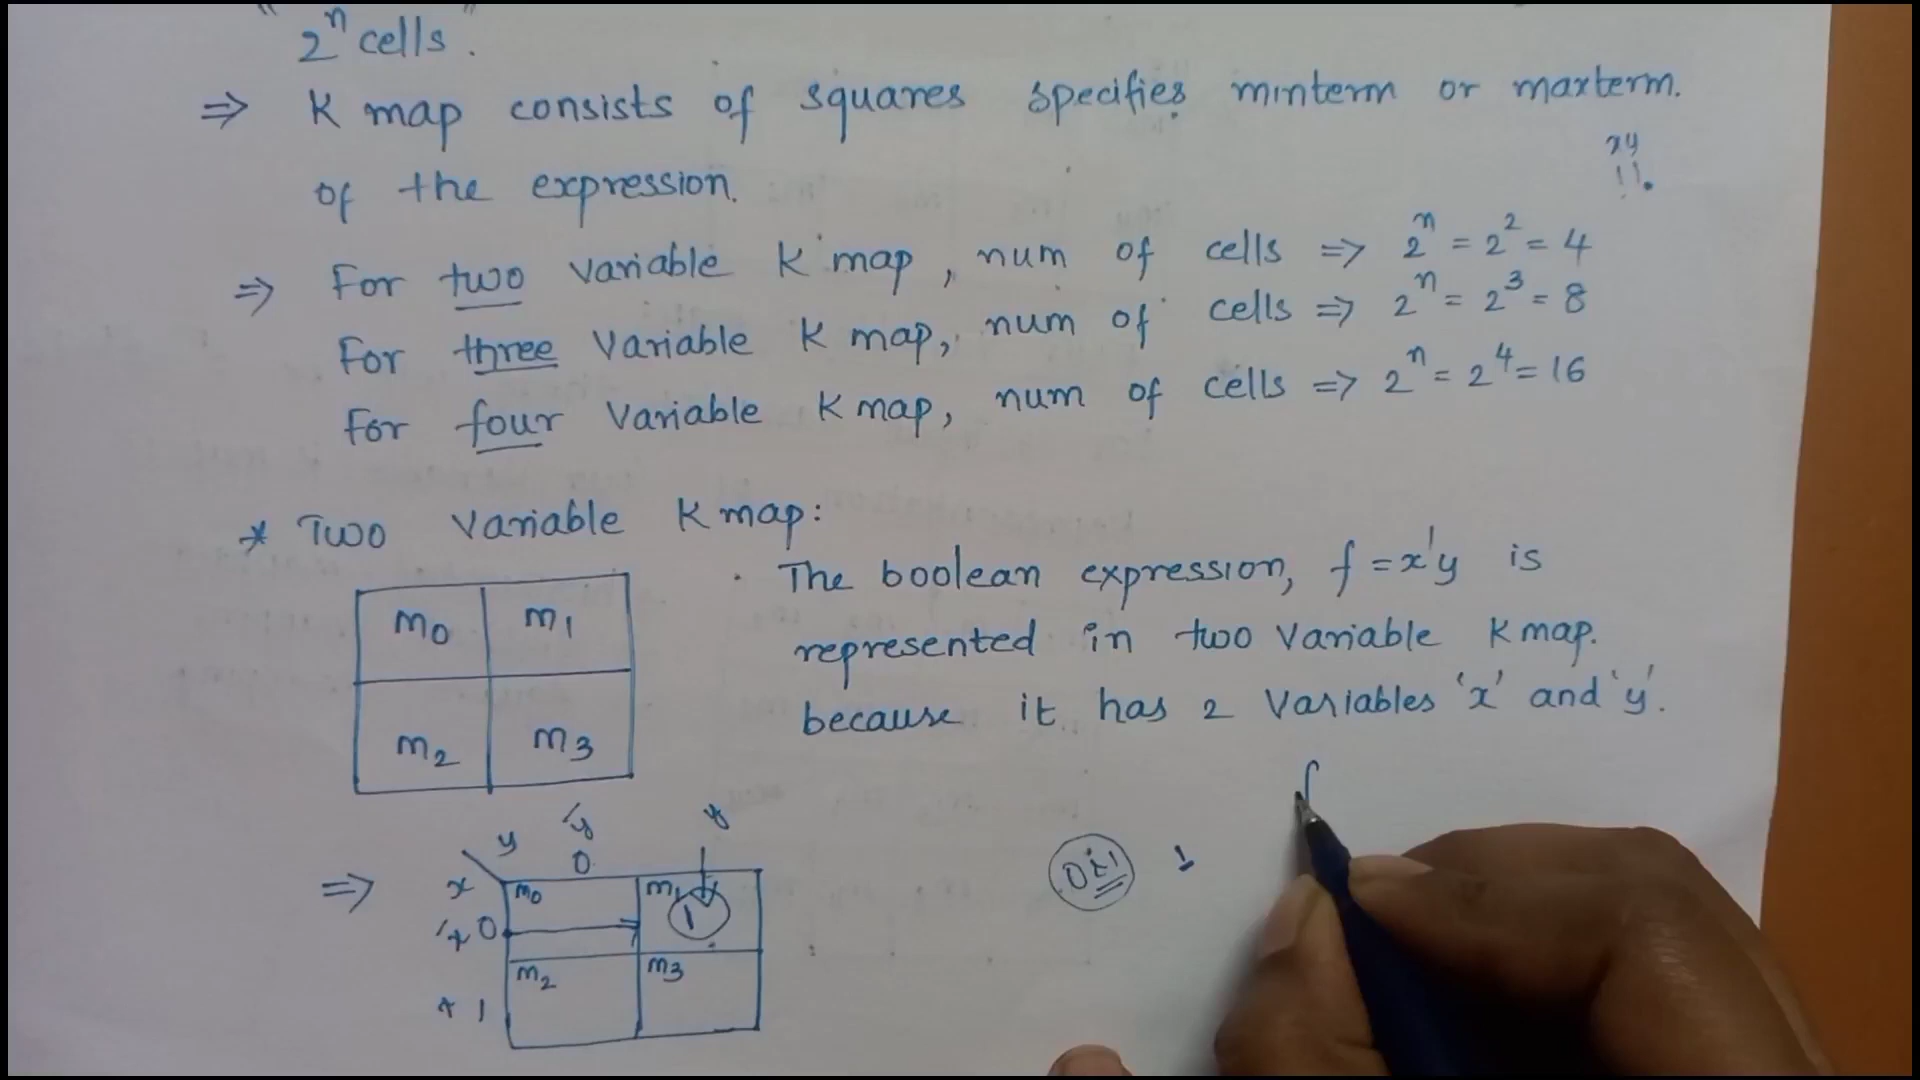 "2ⁿ cells".
⇒ K map consists of squares specifies minterm or maxterm.
of the expression.
xy
⇒ For two variable K map, num of cells ⇒ 2ⁿ = 2² = 4
For three variable K map, num of cells ⇒ 2ⁿ = 2³ = 8
For four variable K map, num of cells ⇒ 2ⁿ = 2⁴ = 16
* Two variable K map:
m0 m1
m2 m3
The boolean expression, f = x'y is
represented in two variable K map.
because it has 2 variables 'x' and 'y'.
y y̅ y
⇒ x 0
x̅ 0 m0 m1 1
x 1 m2 m3
1
f